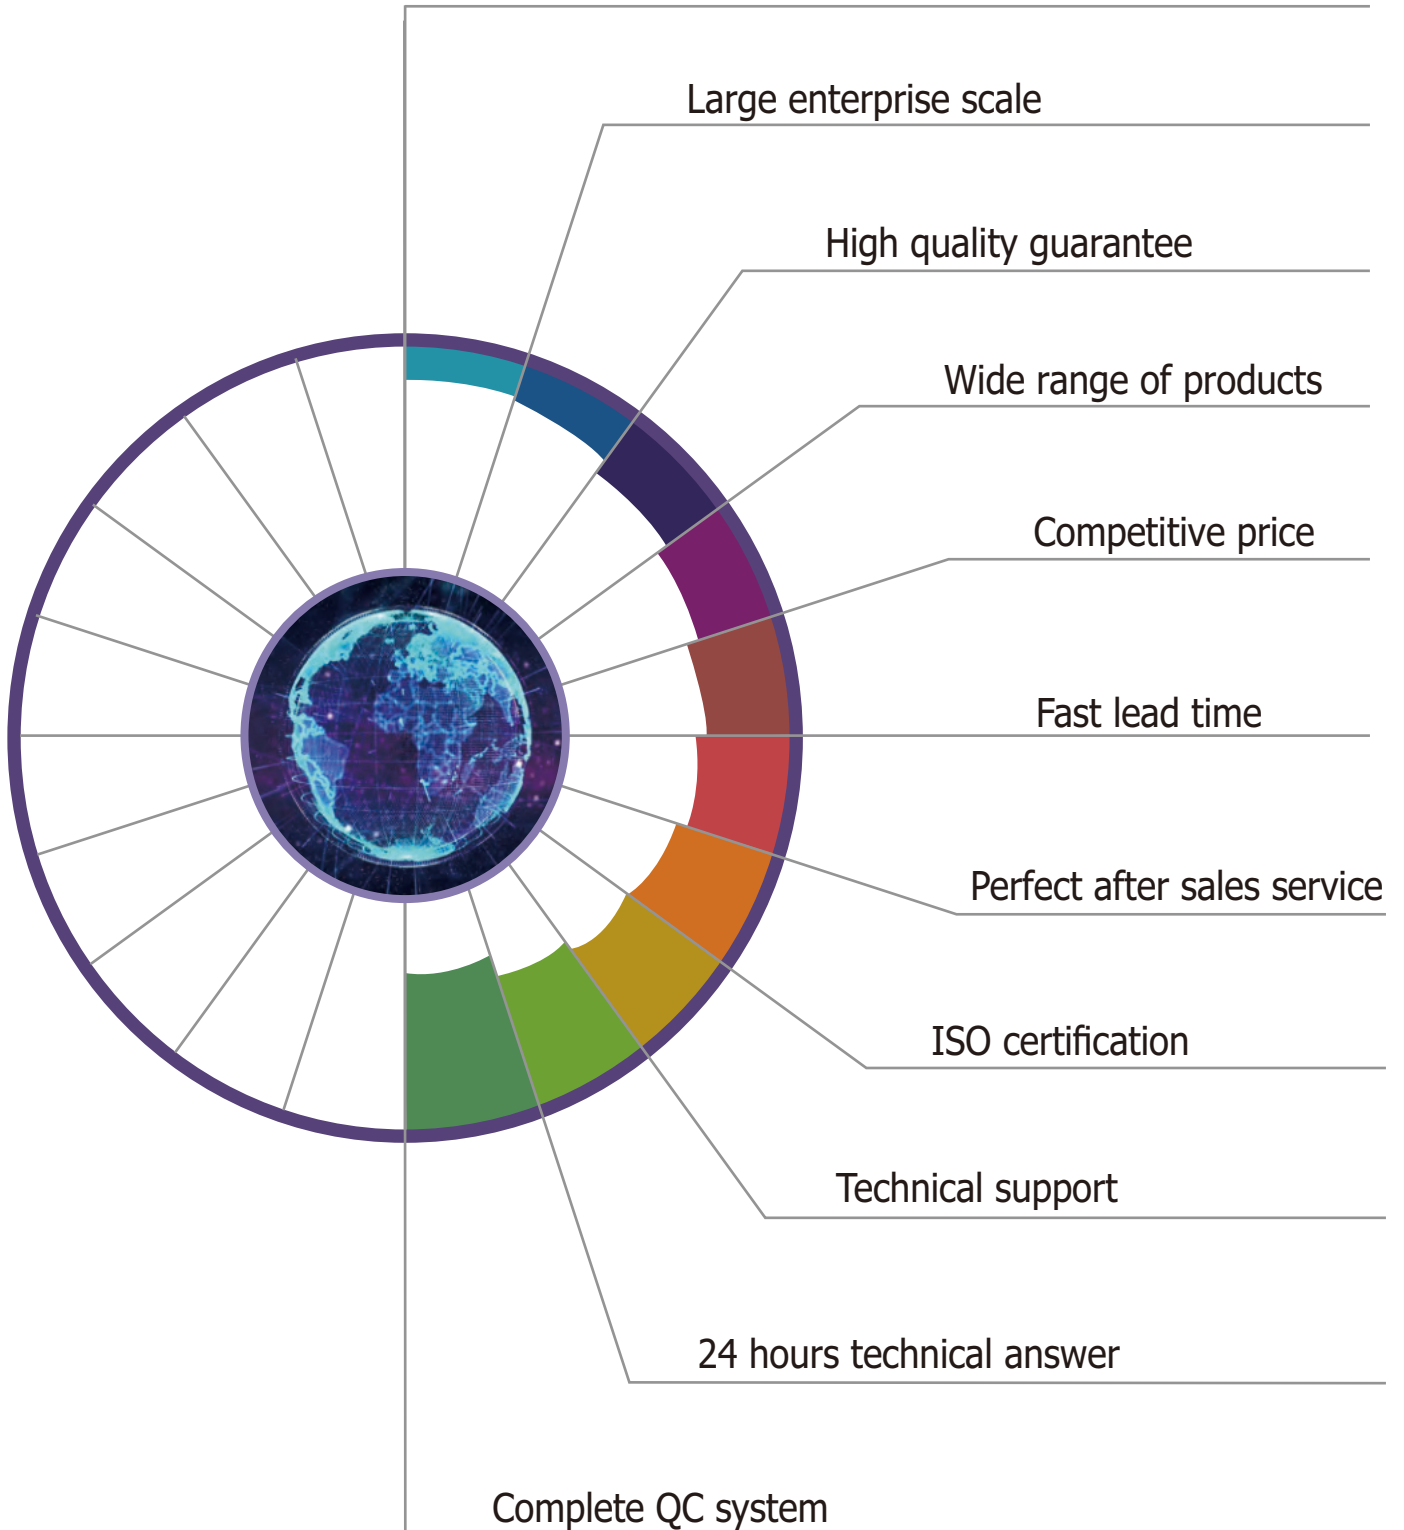 Large enterprise scale
High quality guarantee
Wide range of products
Competitive price
Fast lead time
Perfect after sales service
ISO certification
Technical support
24 hours technical answer
Complete QC system